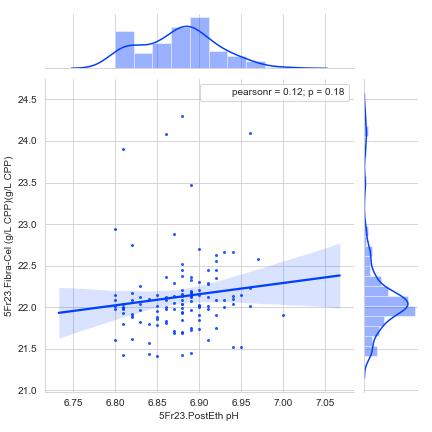 pearsonr = 0.12; p = 0.18
24.5
24.0
23.5
23.0
22.5
22.0
21.5
21.0
5Fr23.Fibra-Cel (g/L CPP)(g/L CPP)
6.75 6.80 6.85 6.90 6.95 7.00 7.05
5Fr23.PostEth pH